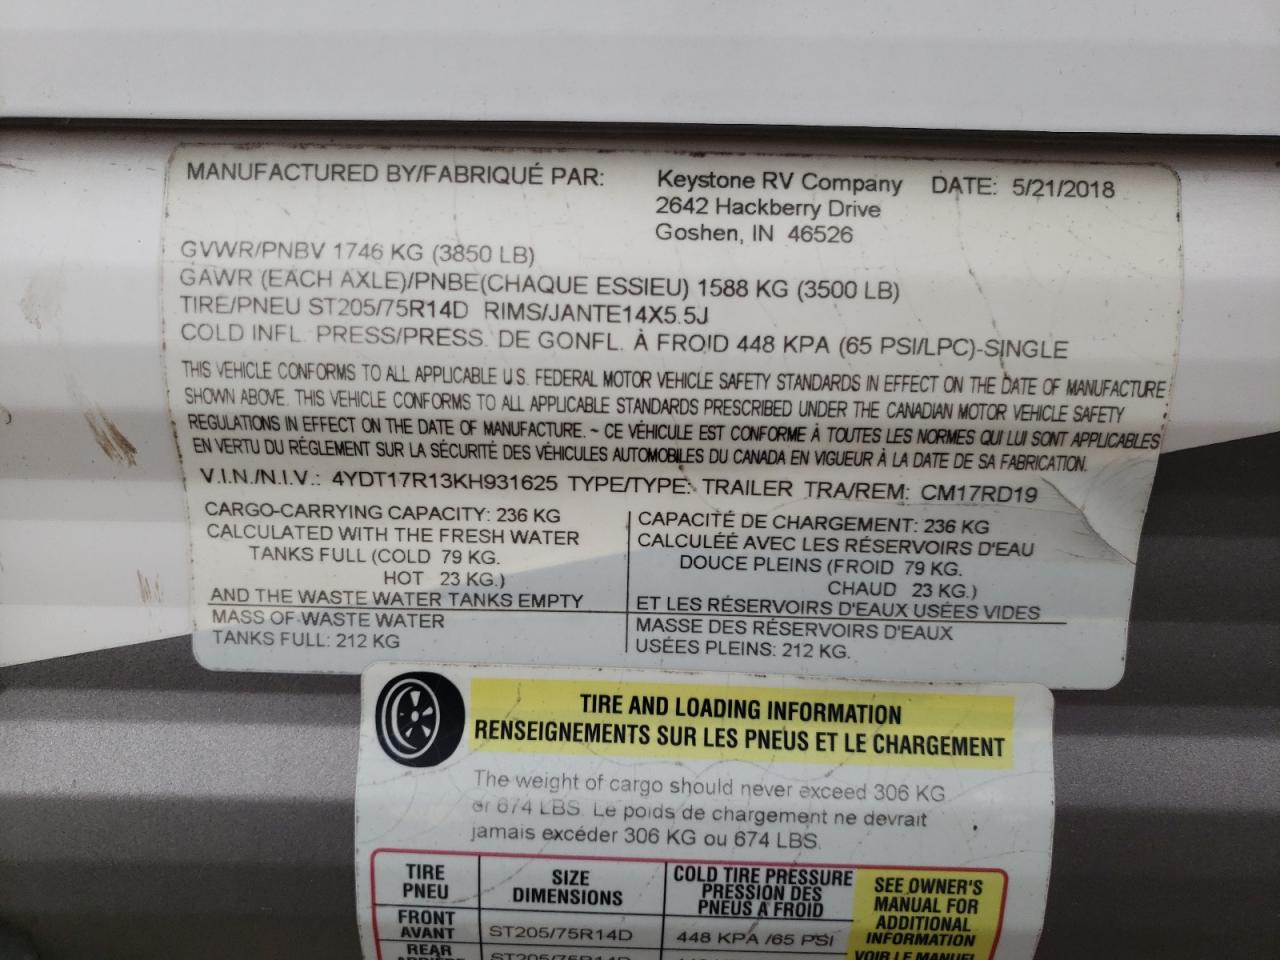 MANUFACTURED BY/FABRIQUÉ PAR: Keystone RV Company DATE: 5/21/2018
2642 Hackberry Drive
Goshen, IN 46526
GVWR/PNBV 1746 KG (3850 LB)
GAWR (EACH AXLE)/PNBE(CHAQUE ESSIEU) 1588 KG (3500 LB)
TIRE/PNEU ST205/75R14D RIMS/JANTE14X5.5J
COLD INFL. PRESS/PRESS. DE GONFL. À FROID 448 KPA (65 PSI/LPC)-SINGLE
THIS VEHICLE CONFORMS TO ALL APPLICABLE U.S. FEDERAL MOTOR VEHICLE SAFETY STANDARDS IN EFFECT ON THE DATE OF MANUFACTURE
SHOWN ABOVE. THIS VEHICLE CONFORMS TO ALL APPLICABLE STANDARDS PRESCRIBED UNDER THE CANADIAN MOTOR VEHICLE SAFETY
REGULATIONS IN EFFECT ON THE DATE OF MANUFACTURE. ~ CE VÉHICULE EST CONFORME À TOUTES LES NORMES QUI LUI SONT APPLICABLES
EN VERTU DU RÉGLEMENT SUR LA SÉCURITÉ DES VÉHICULES AUTOMOBILES DU CANADA EN VIGUEUR À LA DATE DE SA FABRICATION.
V.I.N./N.I.V.: 4YDT17R13KH931625 TYPE/TYPE: TRAILER TRA/REM: CM17RD19
CARGO-CARRYING CAPACITY: 236 KG
CALCULATED WITH THE FRESH WATER
TANKS FULL (COLD 79 KG.
HOT 23 KG.)
AND THE WASTE WATER TANKS EMPTY
MASS OF WASTE WATER
TANKS FULL: 212 KG
CAPACITÉ DE CHARGEMENT: 236 KG
CALCULÉE AVEC LES RÉSERVOIRS D'EAU
DOUCE PLEINS (FROID 79 KG.
CHAUD 23 KG.)
ET LES RÉSERVOIRS D'EAUX USÉES VIDES
MASSE DES RÉSERVOIRS D'EAUX
USÉES PLEINS: 212 KG.
TIRE AND LOADING INFORMATION
RENSEIGNEMENTS SUR LES PNEUS ET LE CHARGEMENT
The weight of cargo should never exceed 306 KG
or 674 LBS. Le poids de chargement ne devrait
jamais excéder 306 KG ou 674 LBS.
TIRE
PNEU
SIZE
DIMENSIONS
COLD TIRE PRESSURE
PRESSION DES
PNEUS A FROID
SEE OWNER'S
MANUAL FOR
ADDITIONAL
INFORMATION
VOIR LE MANUEL
FRONT
AVANT
ST205/75R14D
448 KPA /65 PSI
REAR
ST205/75R14D